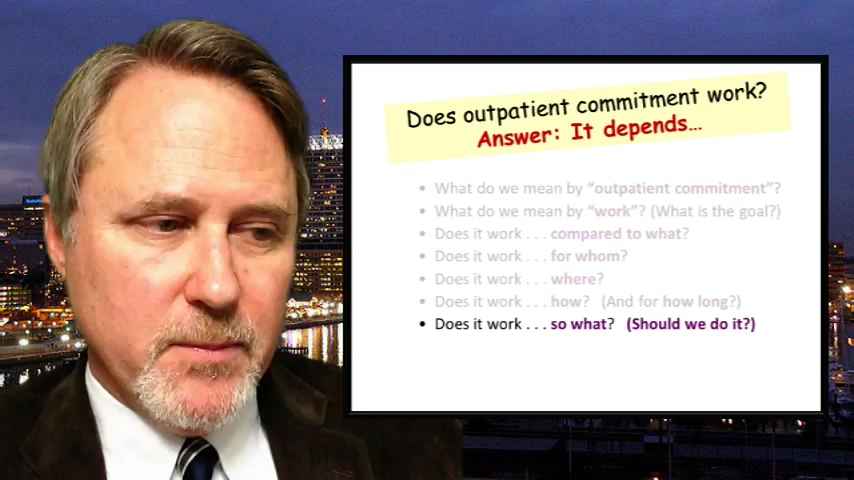 Does outpatient commitment work?
Answer: It depends...
• What do we mean by “outpatient commitment”?
• What do we mean by “work”? (What is the goal?)
• Does it work . . . compared to what?
• Does it work . . . for whom?
• Does it work . . . where?
• Does it work . . . how? (And for how long?)
• Does it work . . . so what? (Should we do it?)